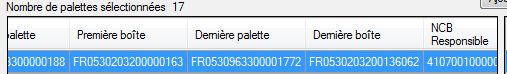 Nombre de palettes sélectionnées 17
palette Première boîte Dernière palette Dernière boîte NCB Responsible
3300000188 FR0530203200000163 FR0530963300001772 FR0530203200136062 410700100000